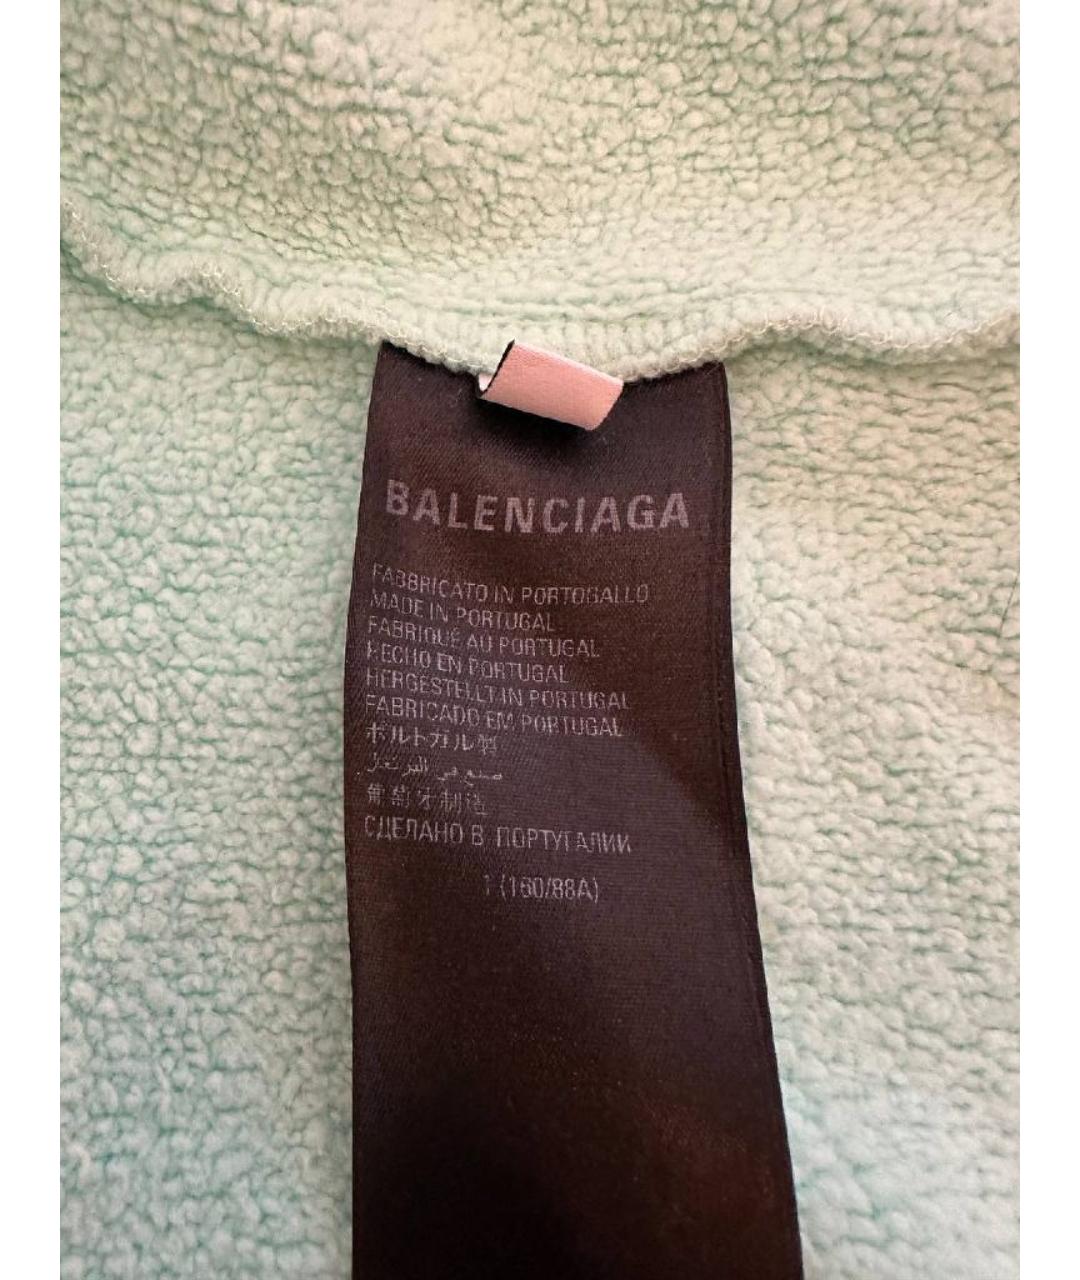 BALENCIAGA
FABBRICATO IN PORTOGALLO
MADE IN PORTUGAL
FABRIQUÉ AU PORTUGAL
HECHO EN PORTUGAL
HERGESTELLT IN PORTUGAL
FABRICADO EM PORTUGAL
ポルトガル製
صنع في البرتغال
葡萄牙制造
СДЕЛАНО В ПОРТУГАЛИИ
1 (160/88A)